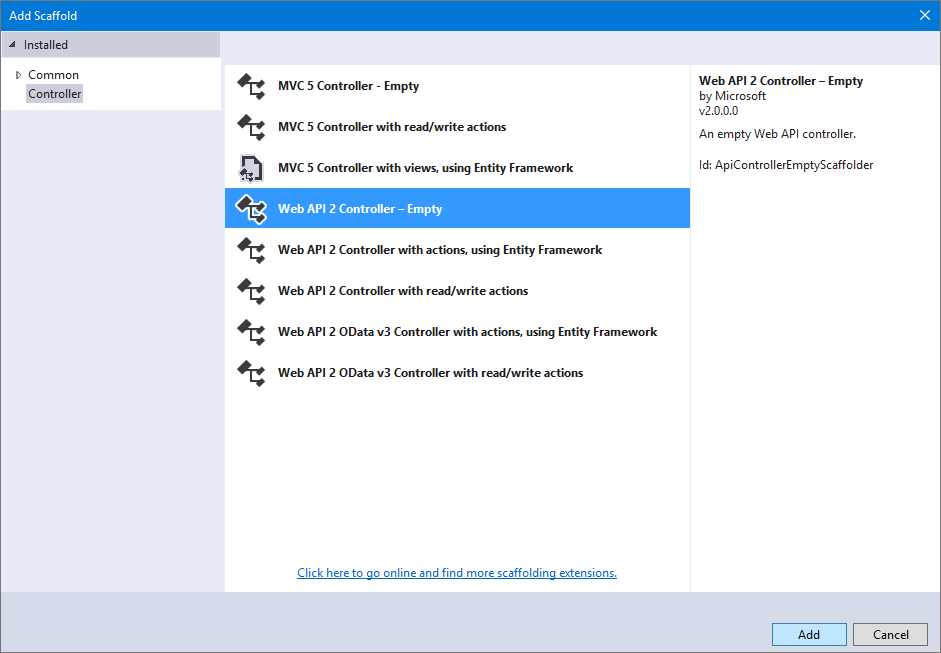 Add Scaffold
Installed
Common
Controller
MVC 5 Controller - Empty
MVC 5 Controller with read/write actions
MVC 5 Controller with views, using Entity Framework
Web API 2 Controller – Empty
Web API 2 Controller with actions, using Entity Framework
Web API 2 Controller with read/write actions
Web API 2 OData v3 Controller with actions, using Entity Framework
Web API 2 OData v3 Controller with read/write actions
Click here to go online and find more scaffolding extensions.
Web API 2 Controller – Empty
by Microsoft
v2.0.0.0
An empty Web API controller.
Id: ApiControllerEmptyScaffolder
Add
Cancel